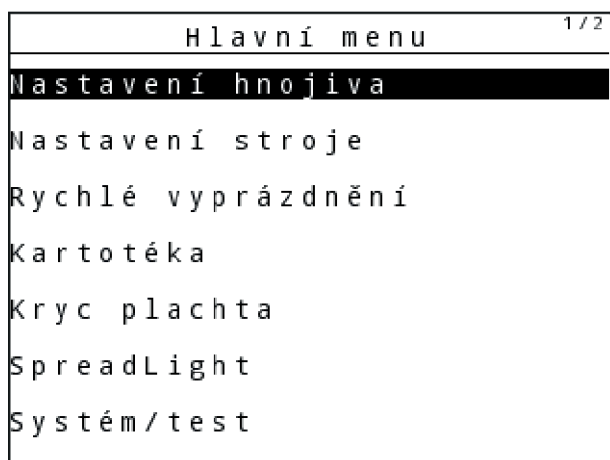 Hlavní menu 1/2
Nastavení hnojiva
Nastavení stroje
Rychlé vyprázdnění
Kartotéka
Kryc plachta
SpreadLight
Systém/test